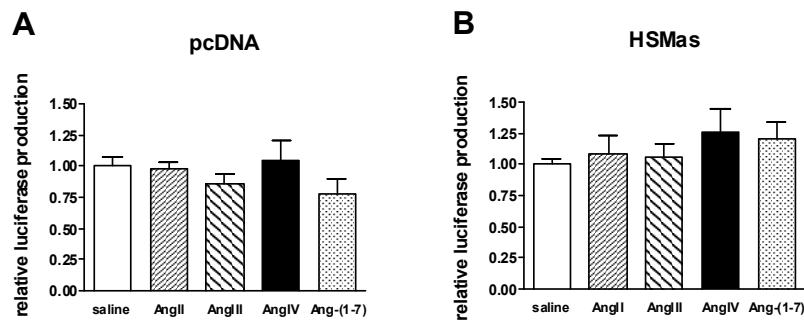 A
pcDNA
relative luciferase production
1.50
1.25
1.00
0.75
0.50
0.25
0.00
saline AngII AngIII AngIV Ang-(1-7)
B
HSMas
relative luciferase production
1.50
1.25
1.00
0.75
0.50
0.25
0.00
saline AngII AngIII AngIV Ang-(1-7)